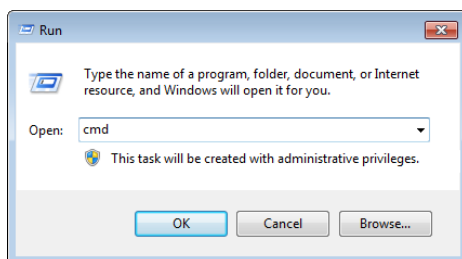 Run
Type the name of a program, folder, document, or Internet
resource, and Windows will open it for you.
Open: cmd
This task will be created with administrative privileges.
OK Cancel Browse...